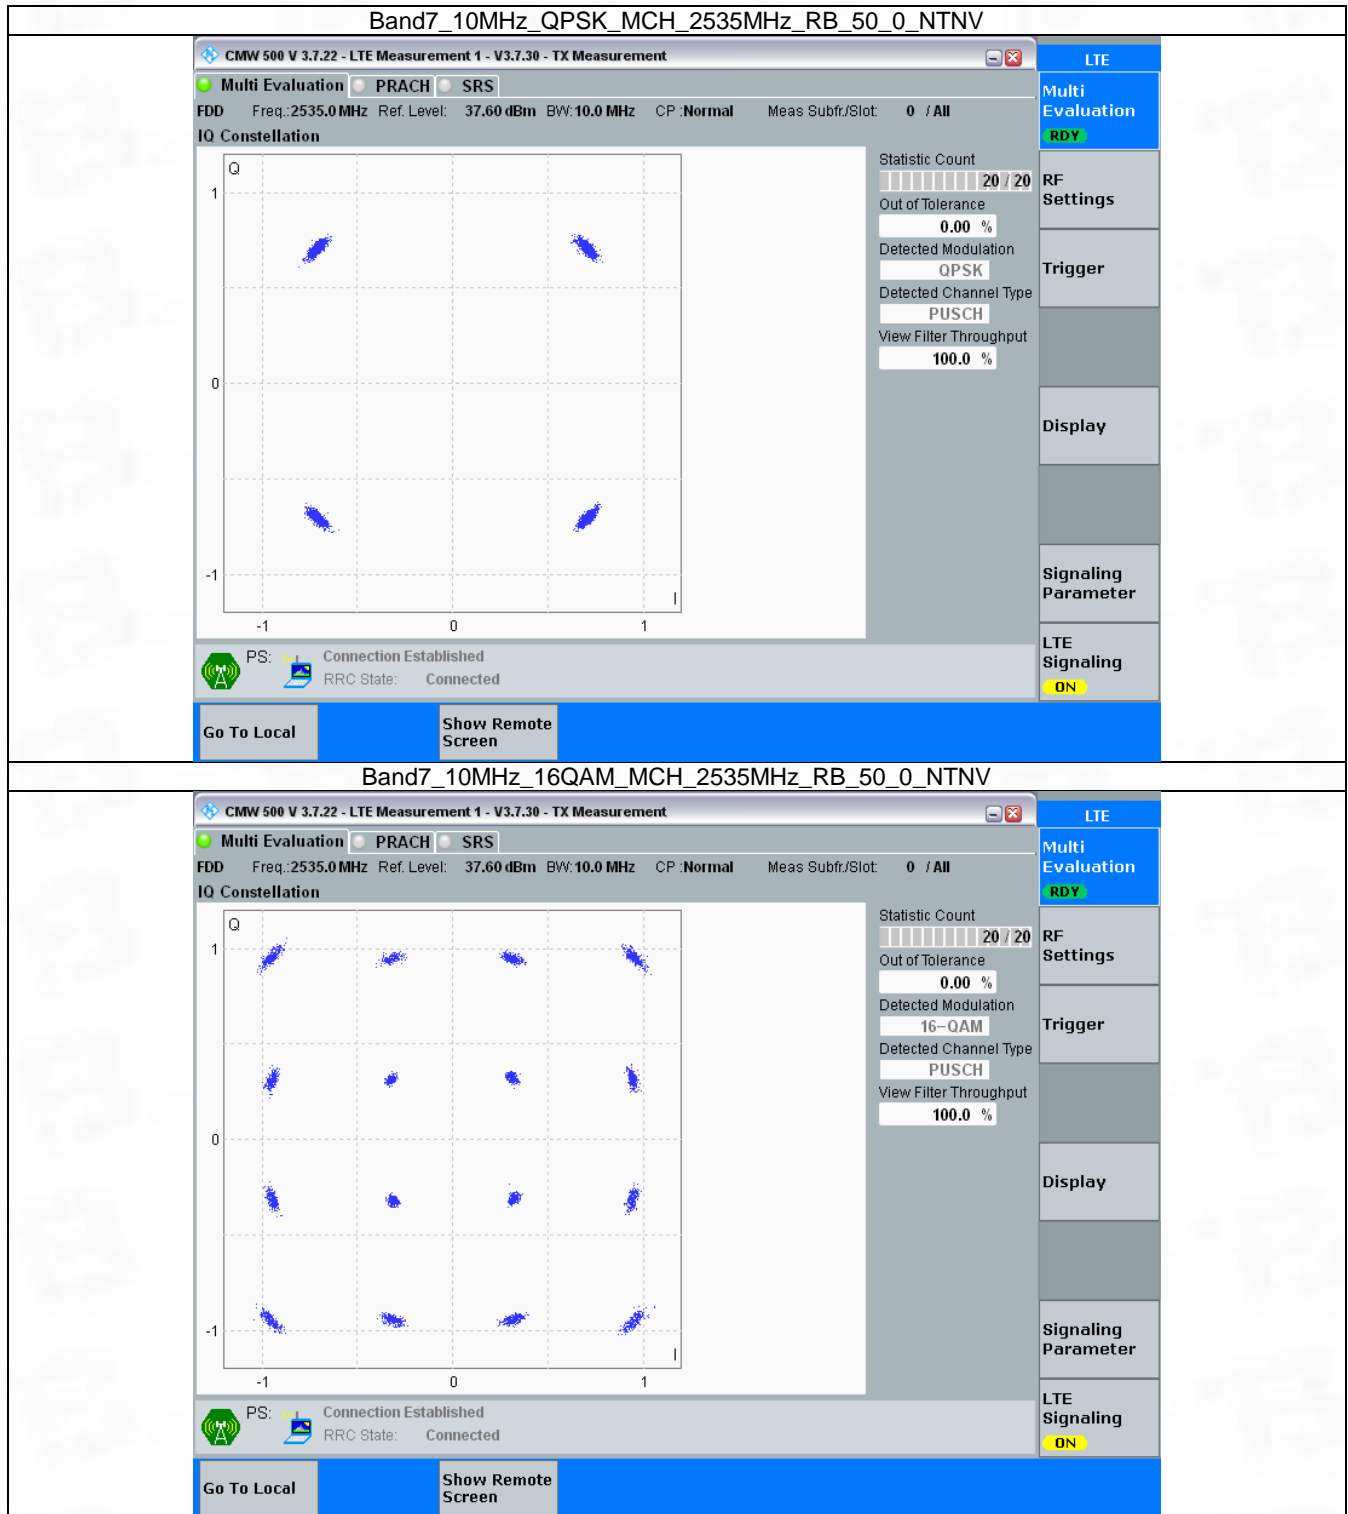 Band7_10MHz_QPSK_MCH_2535MHz_RB_50_0_NTNV
CMW 500 V 3.7.22 - LTE Measurement 1 - V3.7.30 - TX Measurement
LTE
Multi Evaluation PRACH SRS
FDD Freq.:2535.0 MHz Ref. Level: 37.60 dBm BW:10.0 MHz CP :Normal Meas Subfr./Slot: 0 / All
IQ Constellation
Q
1
0
-1
I
-1 0 1
Statistic Count
20 / 20
Out of Tolerance
0.00 %
Detected Modulation
QPSK
Detected Channel Type
PUSCH
View Filter Throughput
100.0 %
Multi
Evaluation
RDY
RF
Settings
Trigger
Display
Signaling
Parameter
LTE
Signaling
ON
PS: Connection Established
RRC State: Connected
Go To Local
Show Remote
Screen
Band7_10MHz_16QAM_MCH_2535MHz_RB_50_0_NTNV
CMW 500 V 3.7.22 - LTE Measurement 1 - V3.7.30 - TX Measurement
LTE
Multi Evaluation PRACH SRS
FDD Freq.:2535.0 MHz Ref. Level: 37.60 dBm BW:10.0 MHz CP :Normal Meas Subfr./Slot: 0 / All
IQ Constellation
Q
1
0
-1
I
-1 0 1
Statistic Count
20 / 20
Out of Tolerance
0.00 %
Detected Modulation
16-QAM
Detected Channel Type
PUSCH
View Filter Throughput
100.0 %
Multi
Evaluation
RDY
RF
Settings
Trigger
Display
Signaling
Parameter
LTE
Signaling
ON
PS: Connection Established
RRC State: Connected
Go To Local
Show Remote
Screen